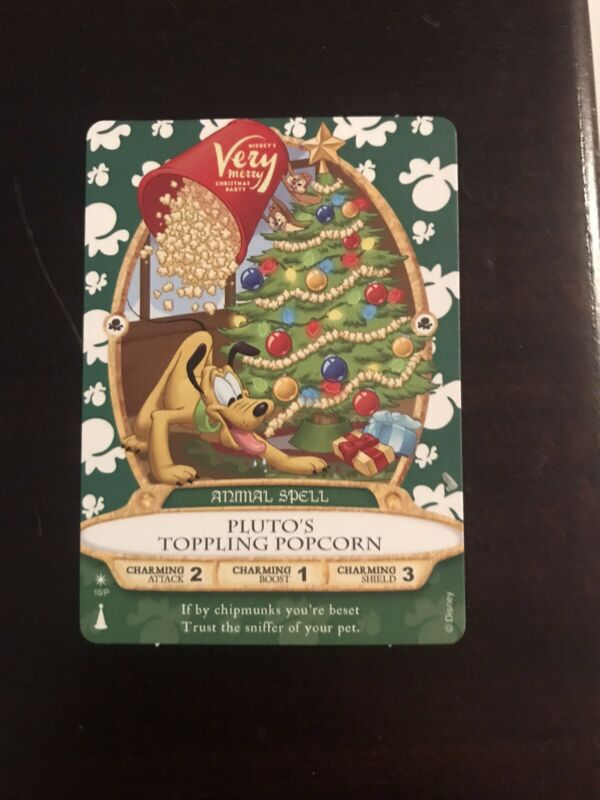 MICKEY'S
Very
merry
CHRISTMAS
PARTY
ANIMAL SPELL
PLUTO'S
TOPPLING POPCORN
CHARMING ATTACK 2
CHARMING BOOST 1
CHARMING SHIELD 3
10/P
If by chipmunks you're beset
Trust the sniffer of your pet.
© Disney